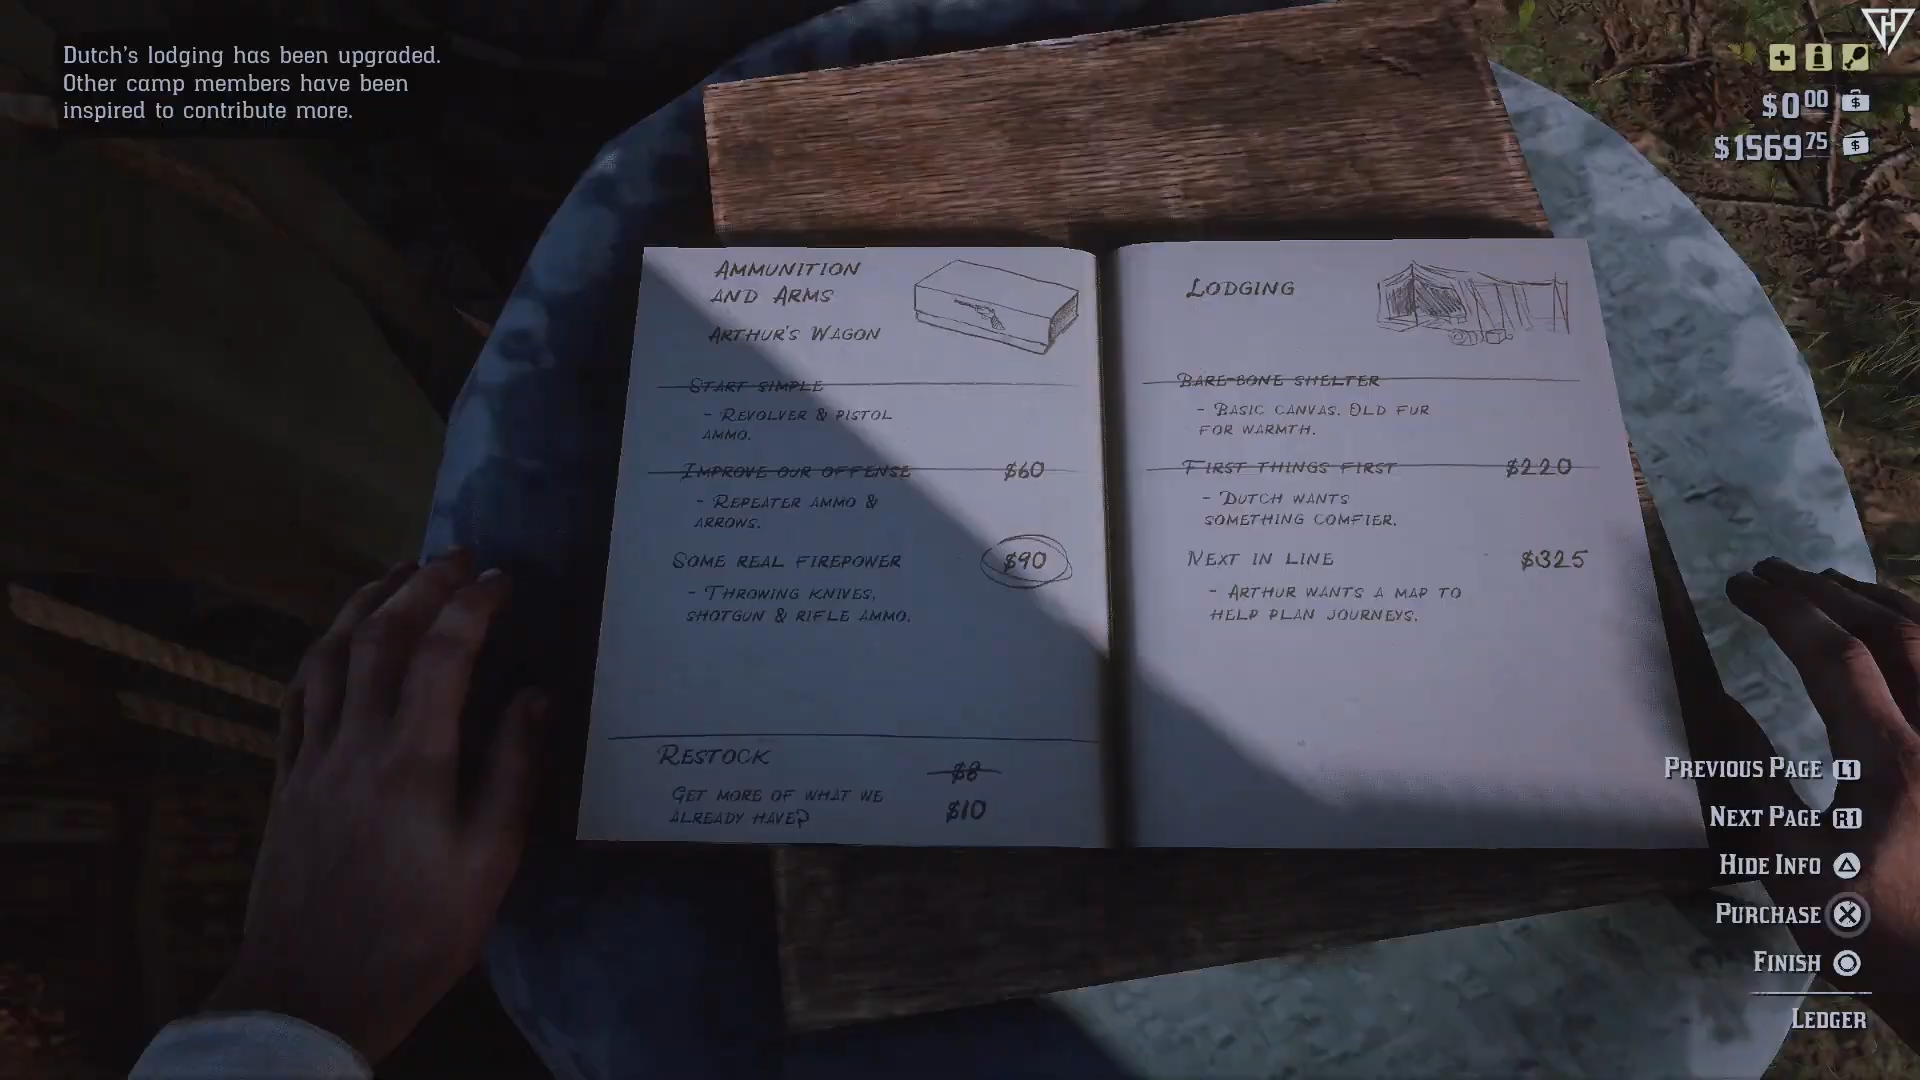 Dutch's lodging has been upgraded.
Other camp members have been
inspired to contribute more.
$0 00
$1569 75
AMMUNITION
AND ARMS
ARTHUR'S WAGON
START SIMPLE
- REVOLVER & PISTOL
AMMO.
IMPROVE OUR OFFENSE $60
- REPEATER AMMO &
ARROWS.
SOME REAL FIREPOWER $90
- THROWING KNIVES,
SHOTGUN & RIFLE AMMO.
RESTOCK
$8
GET MORE OF WHAT WE
ALREADY HAVE? $10
LODGING
BARE-BONE SHELTER
- BASIC CANVAS. OLD FUR
FOR WARMTH.
FIRST THINGS FIRST $220
- DUTCH WANTS
SOMETHING COMFIER.
NEXT IN LINE $325
- ARTHUR WANTS A MAP TO
HELP PLAN JOURNEYS.
PREVIOUS PAGE L1
NEXT PAGE R1
HIDE INFO
PURCHASE
FINISH
LEDGER